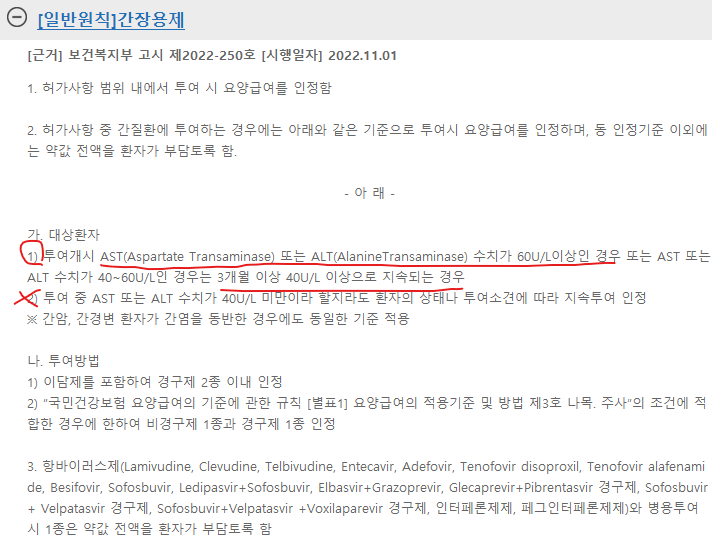 [일반원칙]간장용제
[근거] 보건복지부 고시 제2022-250호 [시행일자] 2022.11.01
1. 허가사항 범위 내에서 투여 시 요양급여를 인정함
2. 허가사항 중 간질환에 투여하는 경우에는 아래와 같은 기준으로 투여시 요양급여를 인정하며, 동 인정기준 이외에
는 약값 전액을 환자가 부담토록 함.
- 아 래 -
가. 대상환자
1) 투여개시 AST(Aspartate Transaminase) 또는 ALT(AlanineTransaminase) 수치가 60U/L이상인 경우 또는 AST 또는
ALT 수치가 40~60U/L인 경우는 3개월 이상 40U/L 이상으로 지속되는 경우
2) 투여 중 AST 또는 ALT 수치가 40U/L 미만이라 할지라도 환자의 상태나 투여소견에 따라 지속투여 인정
※ 간암, 간경변 환자가 간염을 동반한 경우에도 동일한 기준 적용
나. 투여방법
1) 이담제를 포함하여 경구제 2종 이내 인정
2) "국민건강보험 요양급여의 기준에 관한 규칙 [별표1] 요양급여의 적용기준 및 방법 제3호 나목. 주사"의 조건에 적
합한 경우에 한하여 비경구제 1종과 경구제 1종 인정
3. 항바이러스제(Lamivudine, Clevudine, Telbivudine, Entecavir, Adefovir, Tenofovir disoproxil, Tenofovir alafenami
de, Besifovir, Sofosbuvir, Ledipasvir+Sofosbuvir, Elbasvir+Grazoprevir, Glecaprevir+Pibrentasvir 경구제, Sofosbuvir
+ Velpatasvir 경구제, Sofosbuvir+Velpatasvir +Voxilaparevir 경구제, 인터페론제제, 페그인터페론제제)와 병용투여
시 1종은 약값 전액을 환자가 부담토록 함